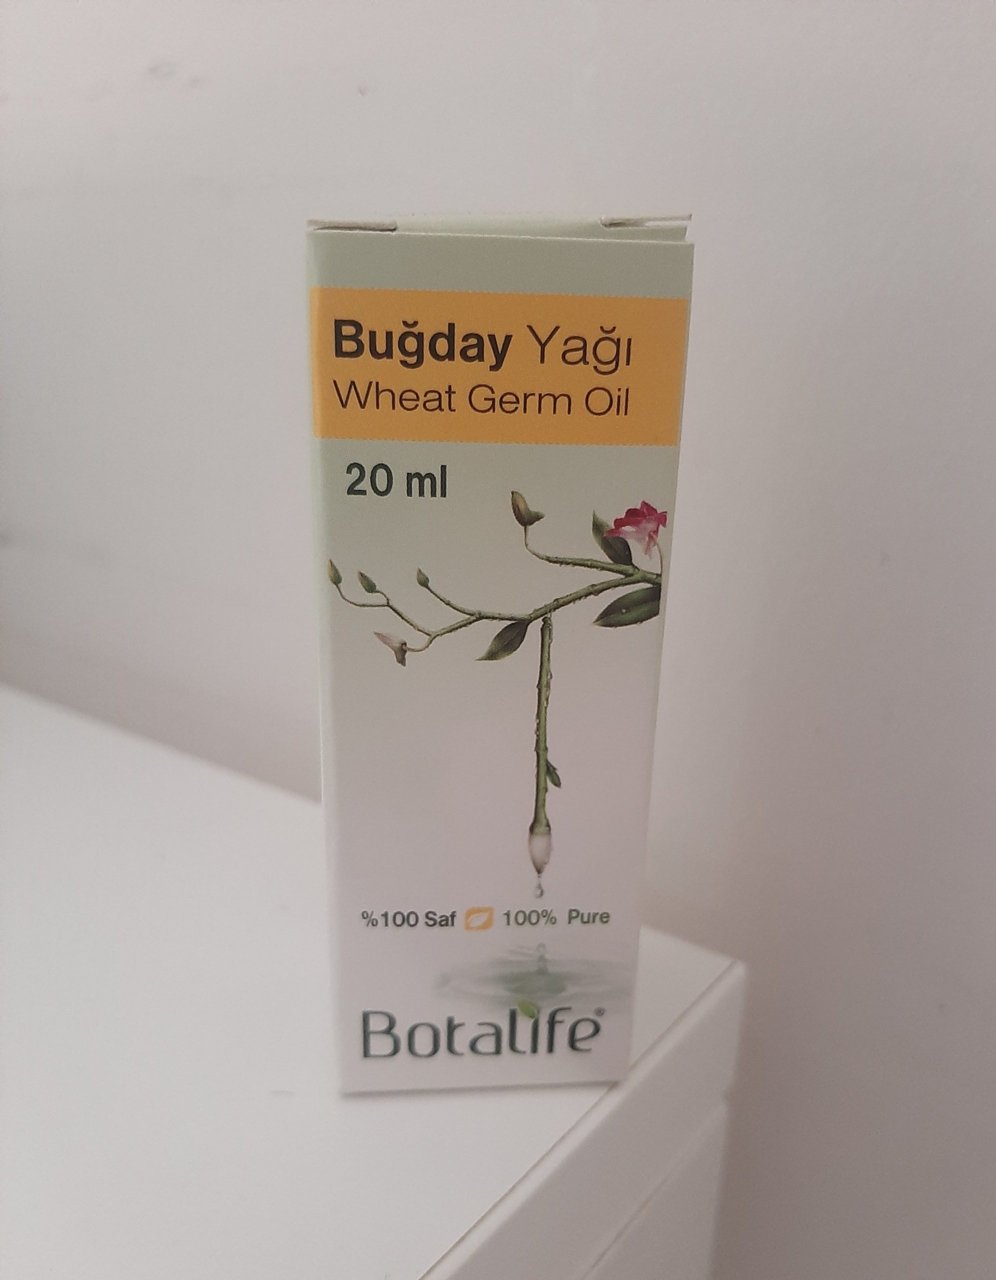 Buğday Yağı
Wheat Germ Oil
20 ml
%100 Saf 100% Pure
Botalife®